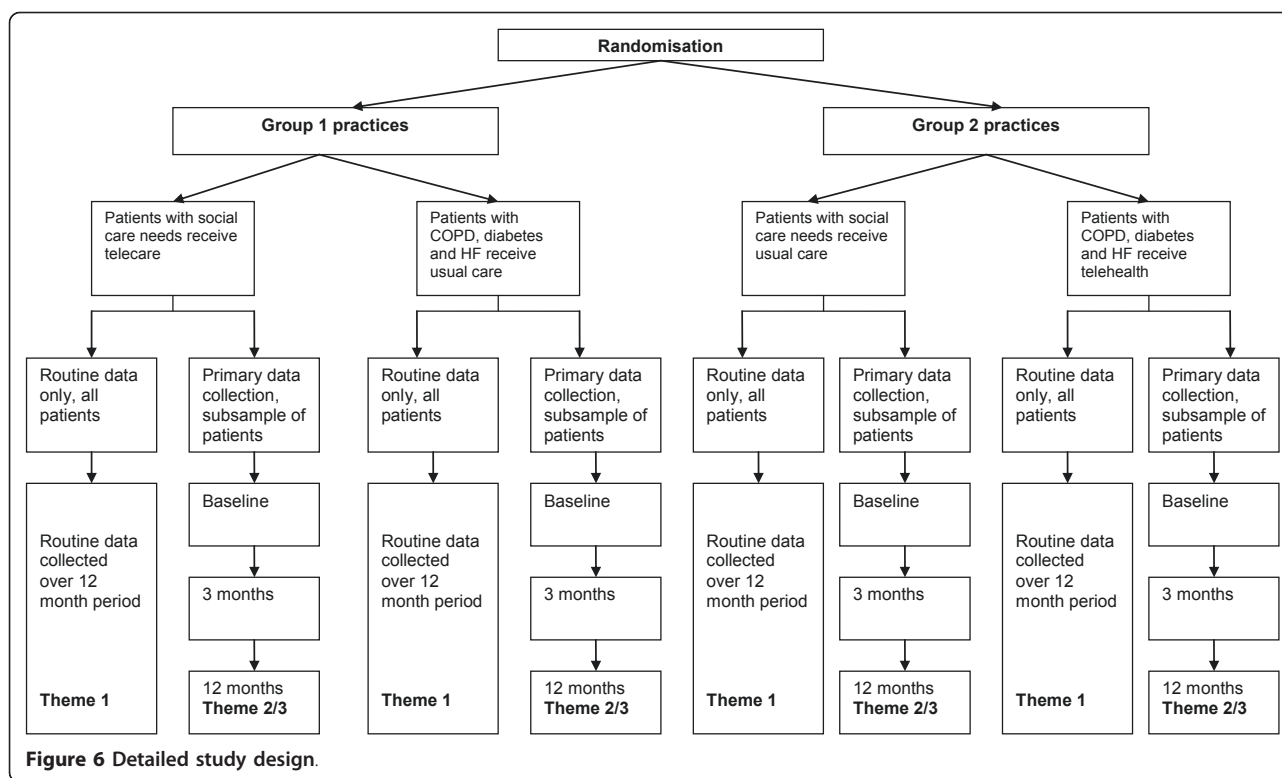 Randomisation
Group 1 practices
Group 2 practices
Patients with social
care needs receive
telecare
Patients with
COPD, diabetes
and HF receive
usual care
Patients with social
care needs receive
usual care
Patients with
COPD, diabetes
and HF receive
telehealth
Routine data
only, all
patients
Primary data
collection,
subsample of
patients
Routine data
only, all
patients
Primary data
collection,
subsample of
patients
Routine data
only, all
patients
Primary data
collection,
subsample of
patients
Routine data
only, all
patients
Primary data
collection,
subsample of
patients
Routine data
collected
over 12
month period
Theme 1
Baseline
3 months
12 months
Theme 2/3
Routine data
collected
over 12
month period
Theme 1
Baseline
3 months
12 months
Theme 2/3
Routine data
collected
over 12
month period
Theme 1
Baseline
3 months
12 months
Theme 2/3
Routine data
collected
over 12
month period
Theme 1
Baseline
3 months
12 months
Theme 2/3
Figure 6 Detailed study design.